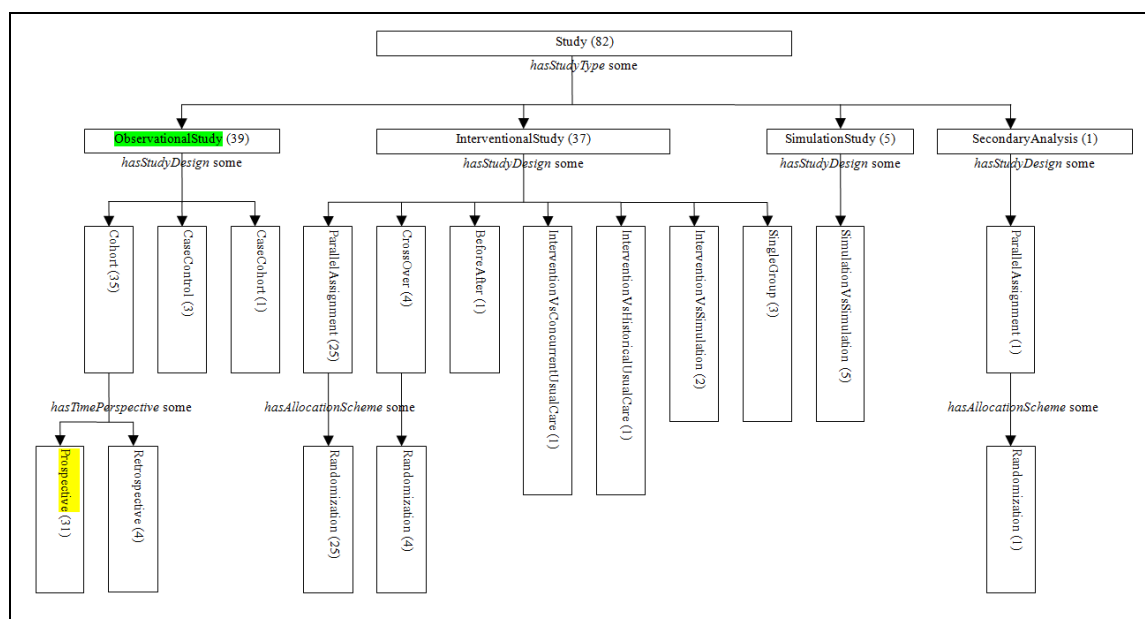 Study (82)
hasStudyType some
ObservationalStudy (39)
InterventionalStudy (37)
SimulationStudy (5)
SecondaryAnalysis (1)
hasStudyDesign some
hasStudyDesign some
hasStudyDesign some
hasStudyDesign some
Cohort (35)
CaseControl (3)
CaseCohort (1)
ParallelAssignment (25)
CrossOver (4)
BeforeAfter (1)
InterventionVsConcurrentUsualCare (1)
InterventionVsHistoricalUsualCare (1)
InterventionVsSimulation (2)
SingleGroup (3)
SimulationVsSimulation (5)
ParallelAssignment (1)
hasTimePerspective some
hasAllocationScheme some
hasAllocationScheme some
Prospective (31)
Retrospective (4)
Randomization (25)
Randomization (4)
Randomization (1)